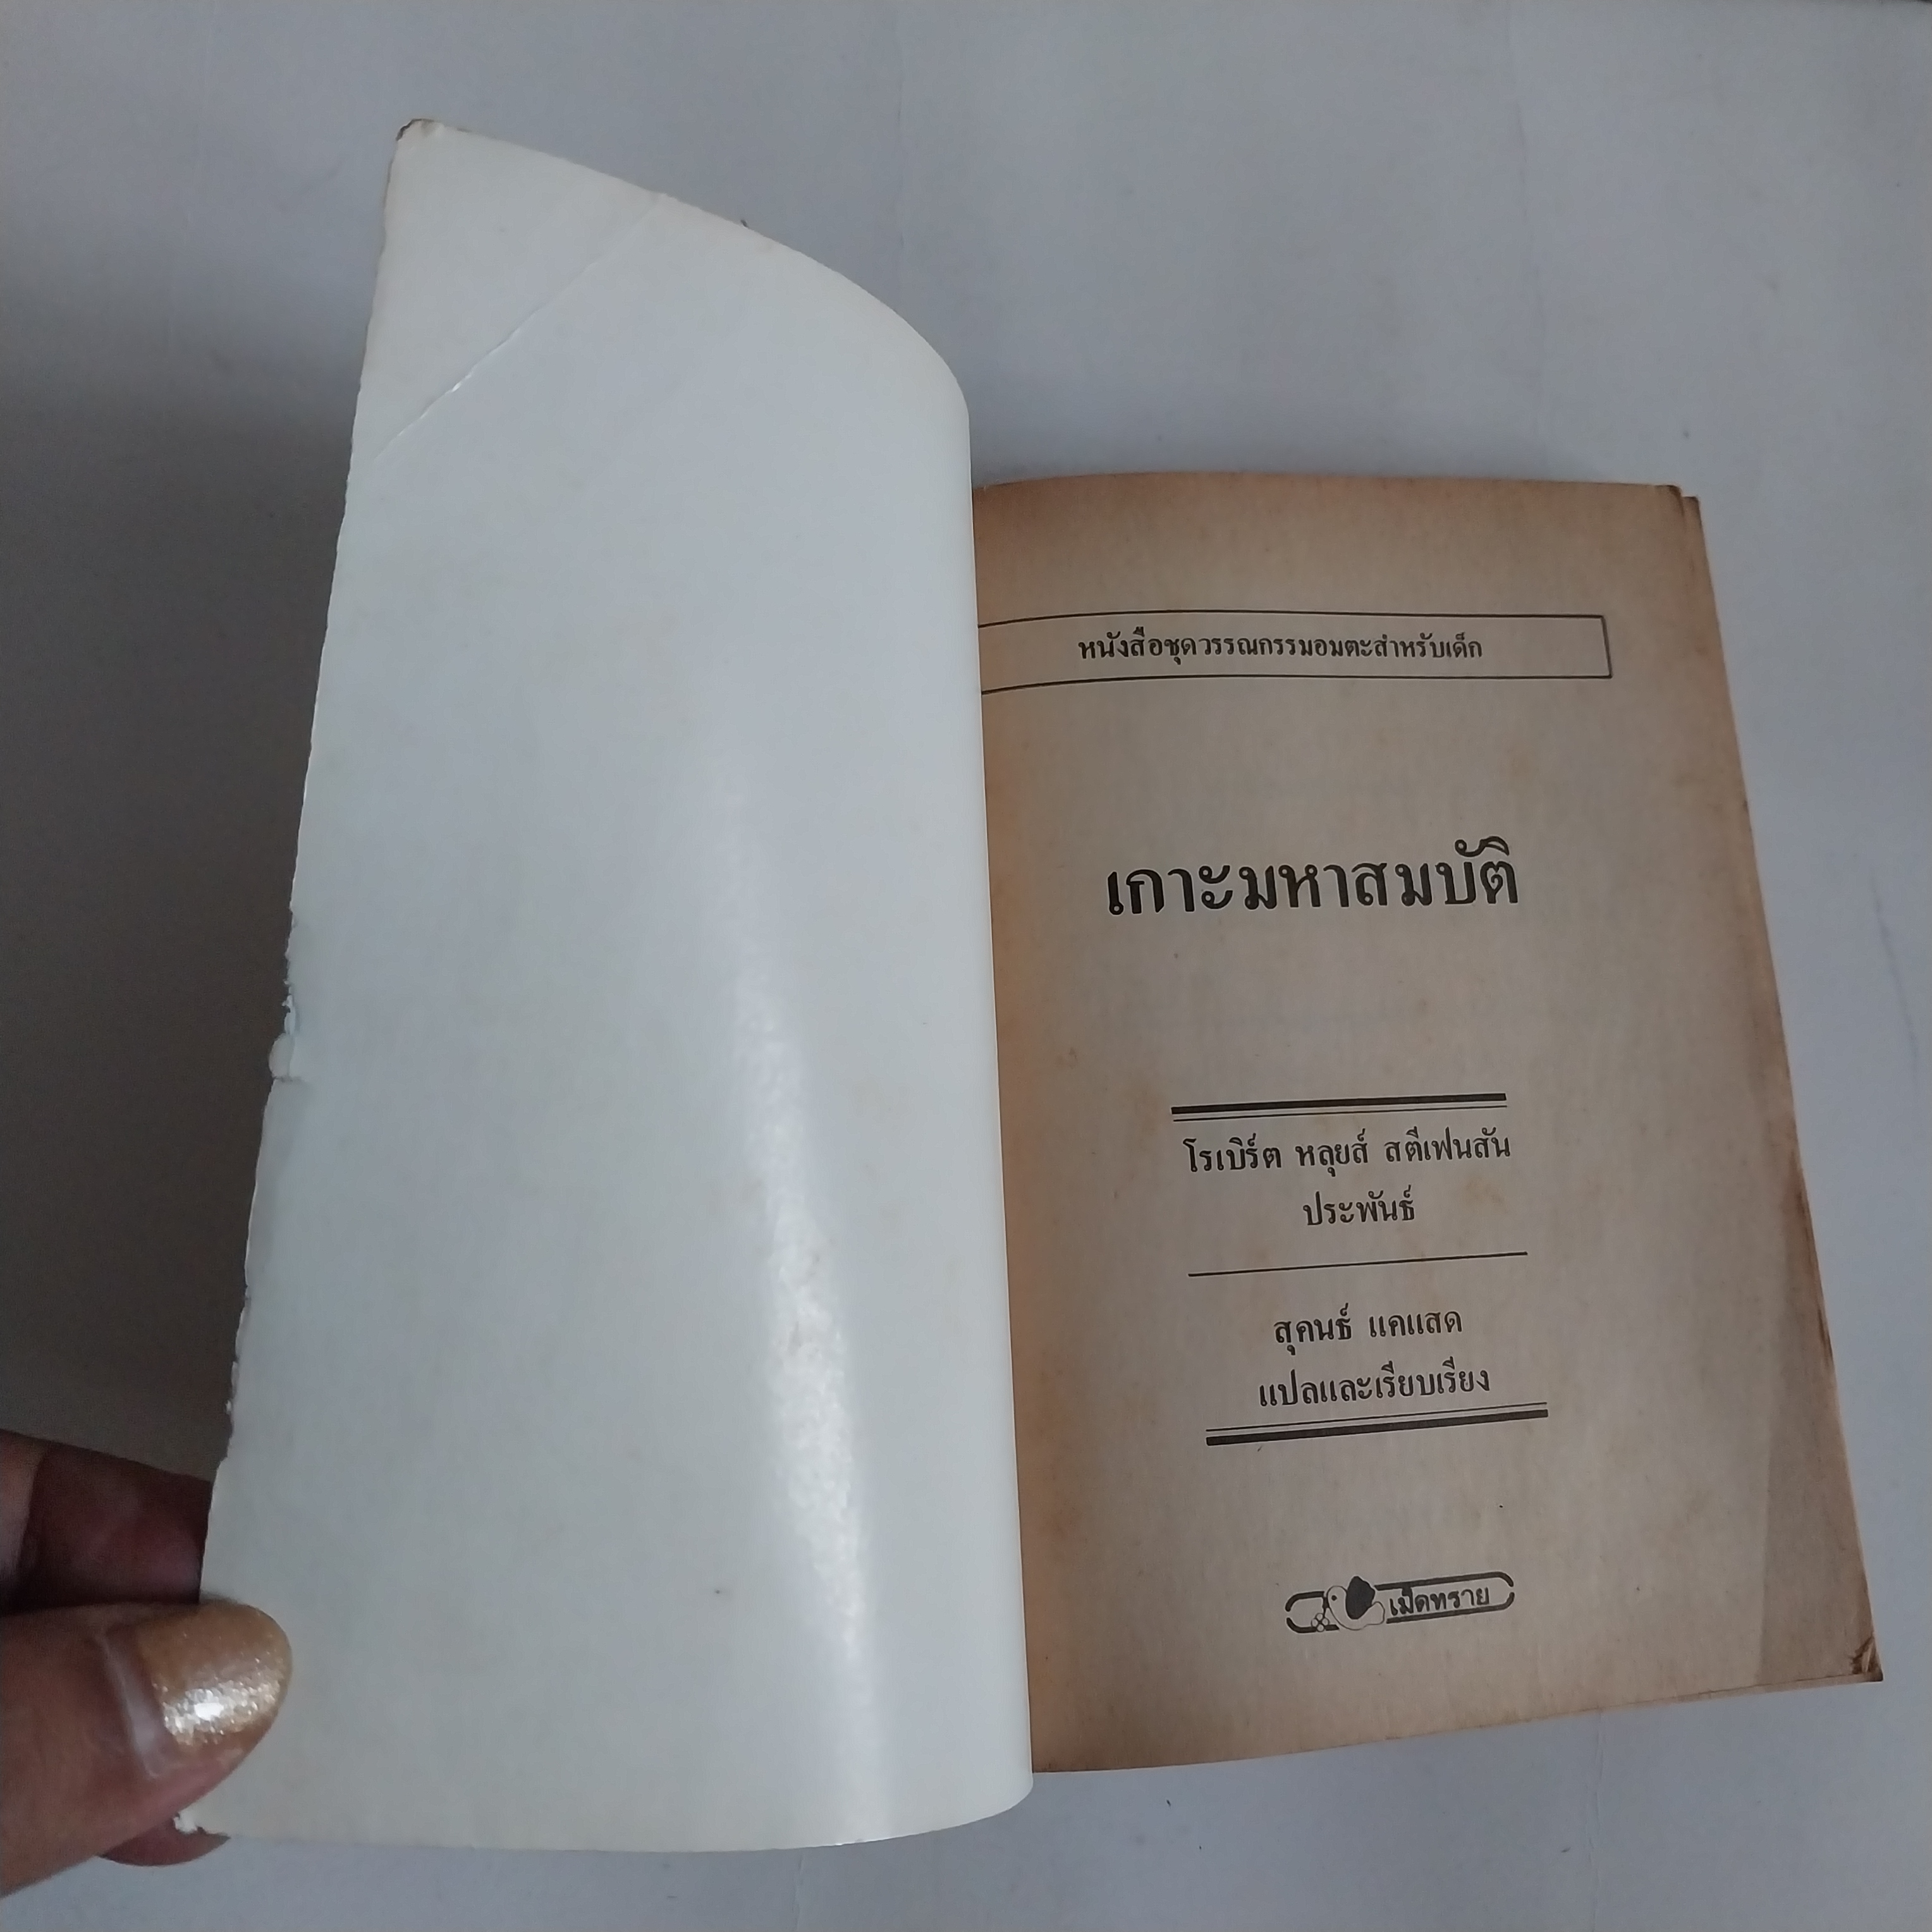 หนังสือชุดวรรณกรรมอมตะสำหรับเด็ก
เกาะมหาสมบัติ
โรเบิร์ต หลุยส์ สตีเฟนสัน
ประพันธ์
สุคนธ์ แคแสด
แปลและเรียบเรียง
เม็ดทราย